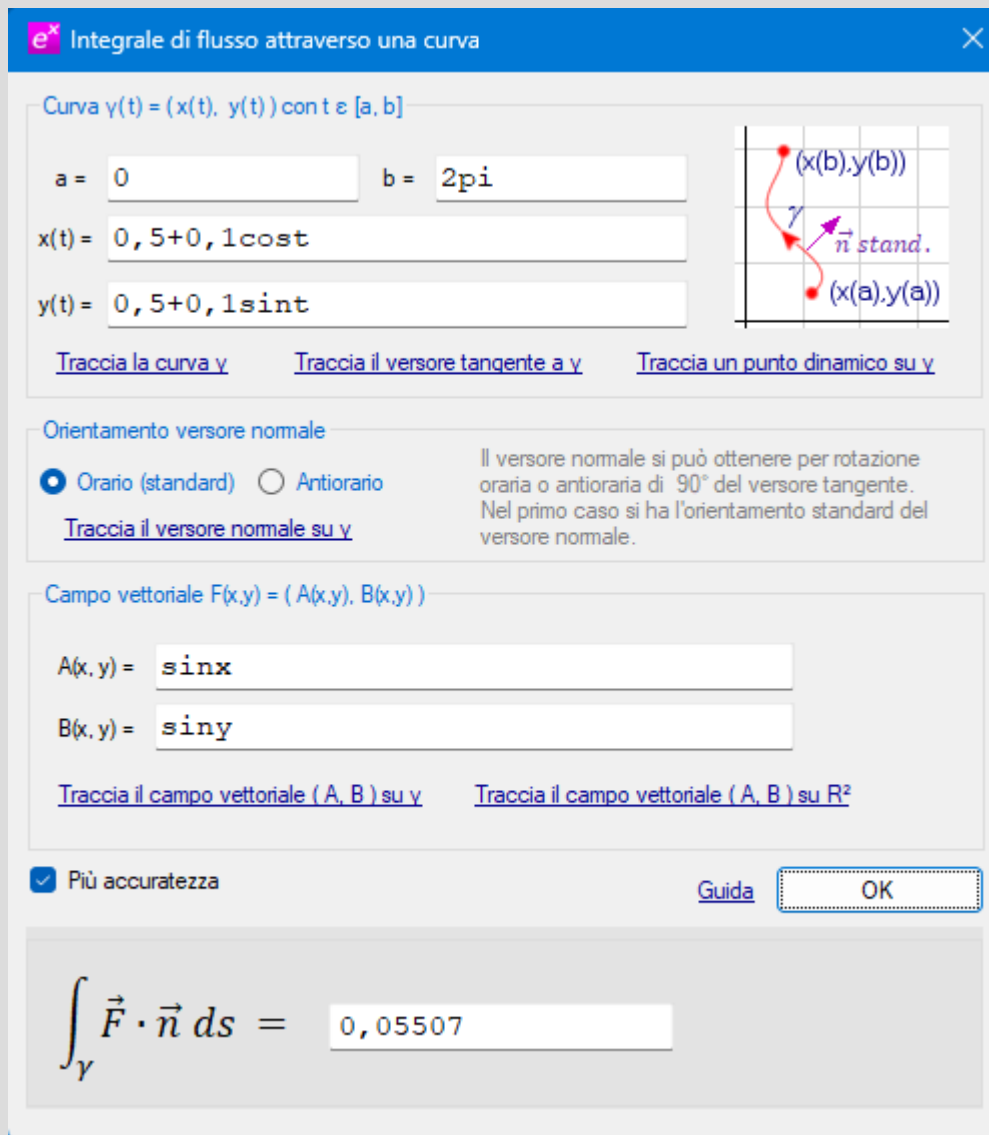 eˣ Integrale di flusso attraverso una curva
Curva γ(t) = ( x(t), y(t) ) con t ε [a, b]
a = 0 b = 2pi
x(t) = 0,5+0,1cost
y(t) = 0,5+0,1sint
(x(b),y(b))
γ
n⃗ stand.
(x(a),y(a))
Traccia la curva γ Traccia il versore tangente a γ Traccia un punto dinamico su γ
Orientamento versore normale
Orario (standard) Antiorario
Traccia il versore normale su γ
Il versore normale si può ottenere per rotazione
oraria o antioraria di 90° del versore tangente.
Nel primo caso si ha l'orientamento standard del
versore normale.
Campo vettoriale F(x,y) = ( A(x,y), B(x,y) )
A(x, y) = sinx
B(x, y) = siny
Traccia il campo vettoriale ( A, B ) su γ Traccia il campo vettoriale ( A, B ) su R²
Più accuratezza
Guida OK
∫γ F⃗ · n⃗ ds = 0,05507